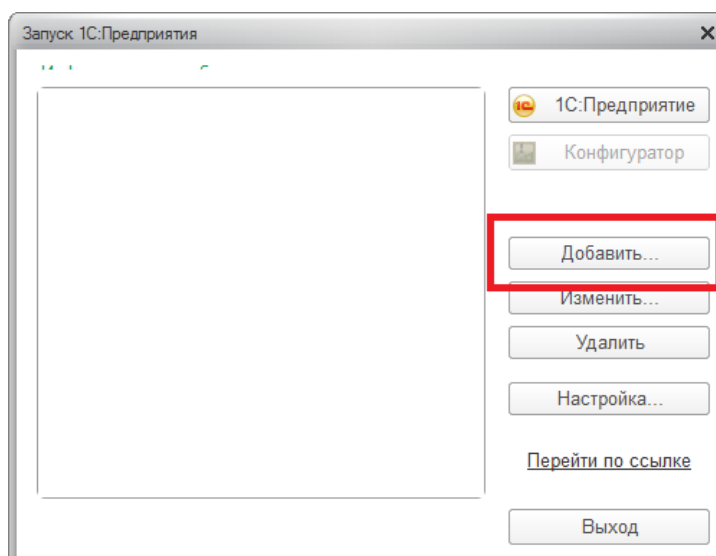 Запуск 1С:Предприятия
1С:Предприятие
Конфигуратор
Добавить...
Изменить...
Удалить
Настройка...
Перейти по ссылке
Выход